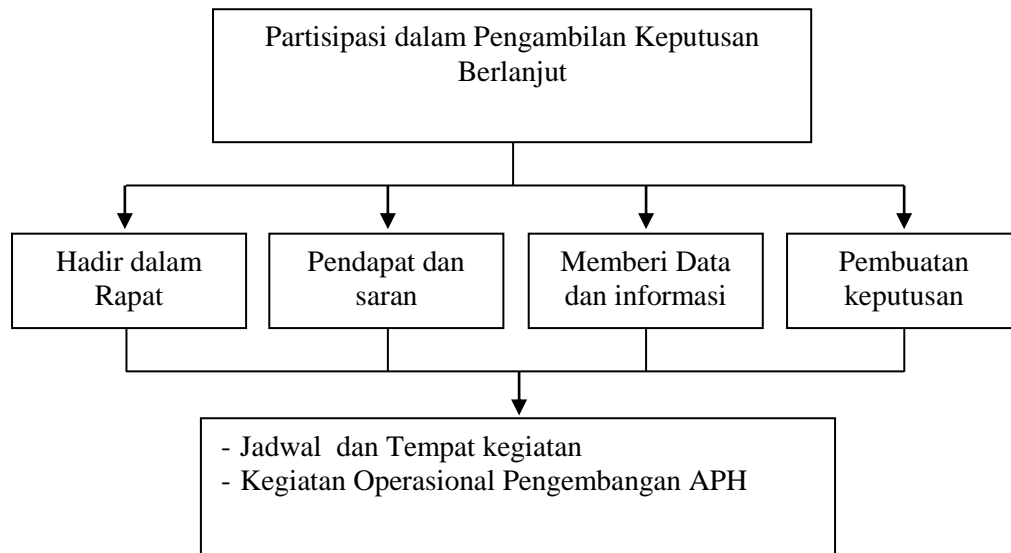 Partisipasi dalam Pengambilan Keputusan
Berlanjut
Hadir dalam
Rapat
Pendapat dan
saran
Memberi Data
dan informasi
Pembuatan
keputusan
- Jadwal dan Tempat kegiatan
- Kegiatan Operasional Pengembangan APH